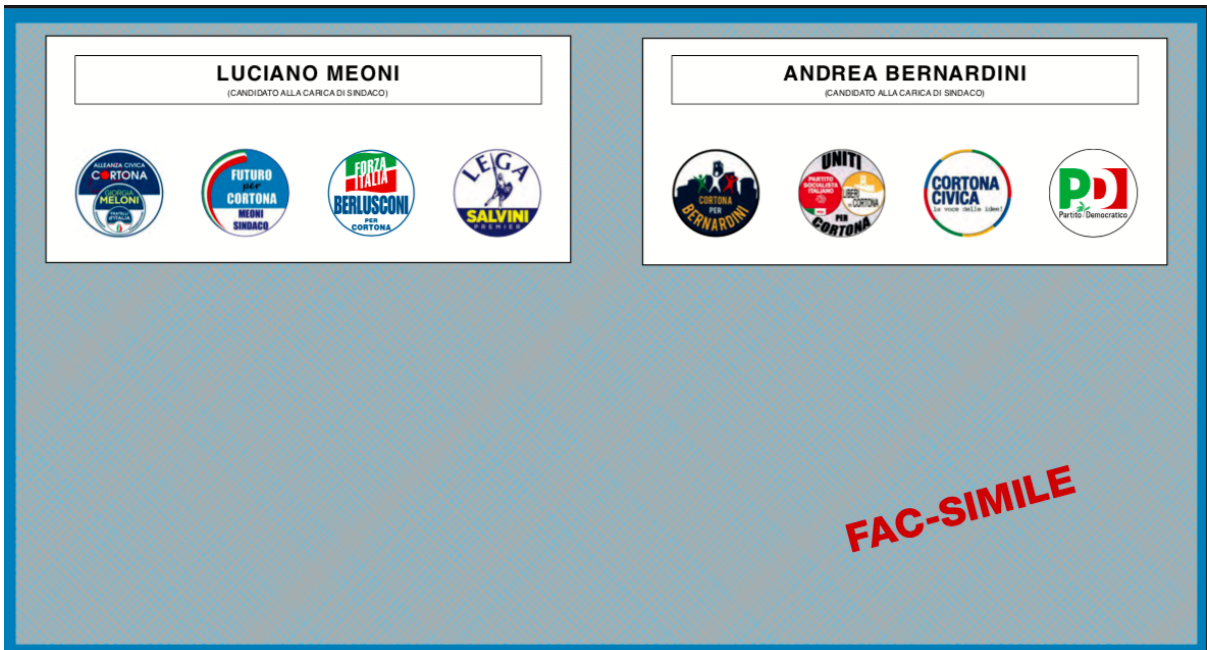 LUCIANO MEONI
(CANDIDATO ALLA CARICA DI SINDACO)
ALLEANZA CIVICA
CORTONA
GIORGIA
MELONI
FRATELLI
d'ITALIA
FUTURO
per
CORTONA
MEONI
SINDACO
FORZA
ITALIA
BERLUSCONI
PER
CORTONA
LEGA
SALVINI
PREMIER
ANDREA BERNARDINI
(CANDIDATO ALLA CARICA DI SINDACO)
CORTONA
PER
BERNARDINI
UNITI
PARTITO
SOCIALISTA
ITALIANO
LIBERI
CORTONA
PER
CORTONA
CORTONA
CIVICA
la voce delle idee!
PD
Partito Democratico
FAC-SIMILE